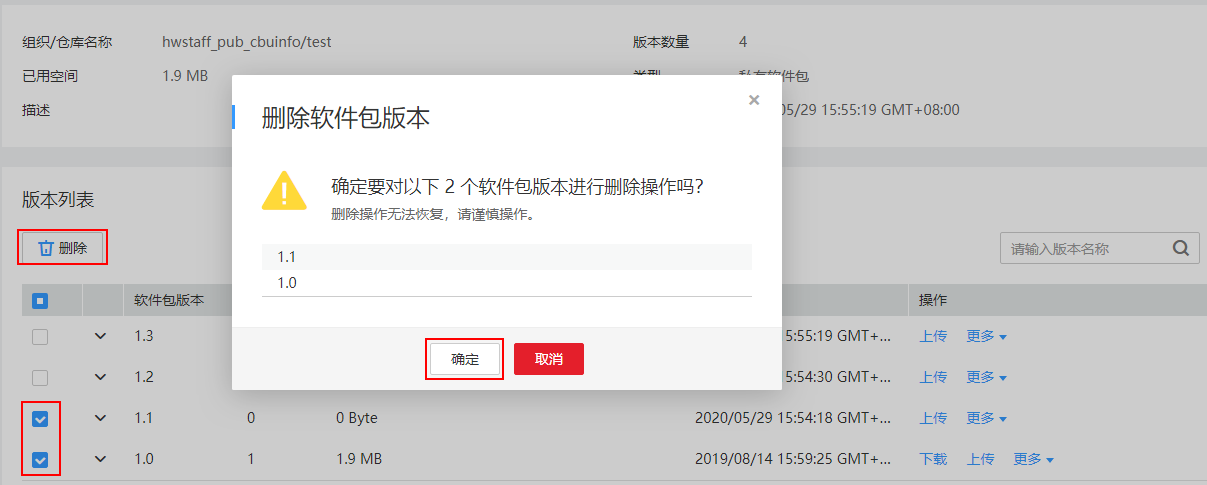 组织/仓库名称 hwstaff_pub_cbuinfo/test 版本数量 4
已用空间 1.9 MB 类型 私有软件包
描述 05/29 15:55:19 GMT+08:00
删除软件包版本
确定要对以下 2 个软件包版本进行删除操作吗?
删除操作无法恢复，请谨慎操作。
1.1
1.0
确定 取消
版本列表
删除 请输入版本名称
软件包版本 操作
1.3 5:55:19 GMT+... 上传 更多
1.2 5:54:30 GMT+... 上传 更多
1.1 0 0 Byte 2020/05/29 15:54:18 GMT+... 上传 更多
1.0 1 1.9 MB 2019/08/14 15:59:25 GMT+... 下载 上传 更多